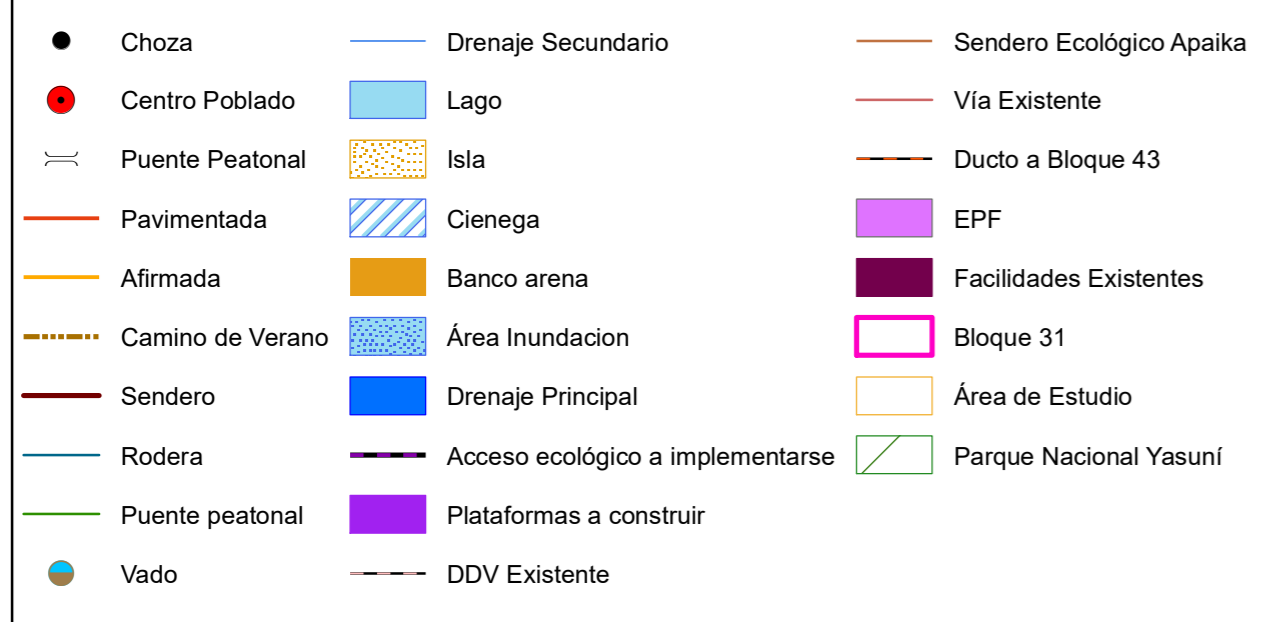 Choza
Centro Poblado
Puente Peatonal
Pavimentada
Afirmada
Camino de Verano
Sendero
Rodera
Puente peatonal
Vado
Drenaje Secundario
Lago
Isla
Cienega
Banco arena
Área Inundacion
Drenaje Principal
Acceso ecológico a implementarse
Plataformas a construir
DDV Existente
Sendero Ecológico Apaika
Vía Existente
Ducto a Bloque 43
EPF
Facilidades Existentes
Bloque 31
Área de Estudio
Parque Nacional Yasuní